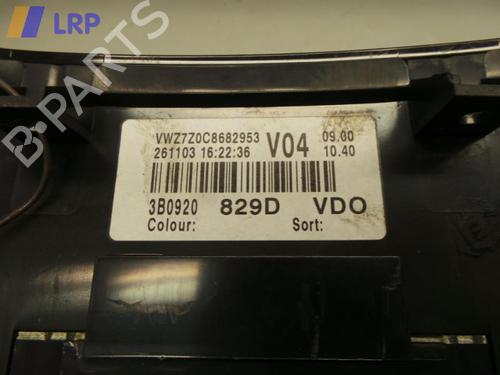 LRP
B-PARTS
VWZ7Z0C8682953 V04 09.00
261103 16:22:36 10.40
3B0920 829D VDO
Colour: Sort: